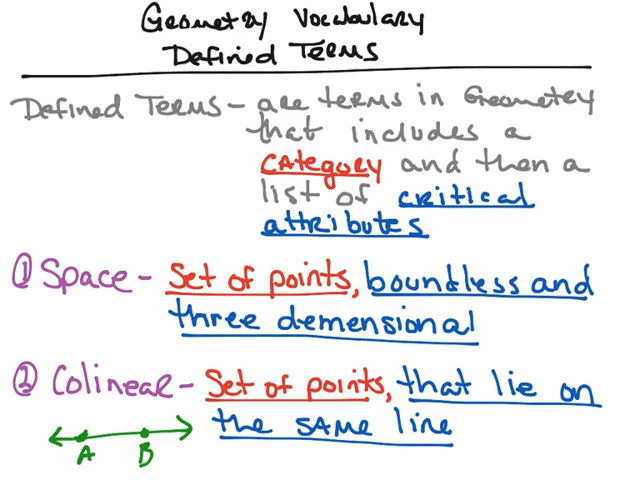 Geometry Vocabulary
Defined Terms
Defined Terms - are terms in Geometry
that includes a
category and then a
list of critical
attributes
① Space - Set of points, boundless and
three demensional
② Colinear - Set of points, that lie on
the same line
A B